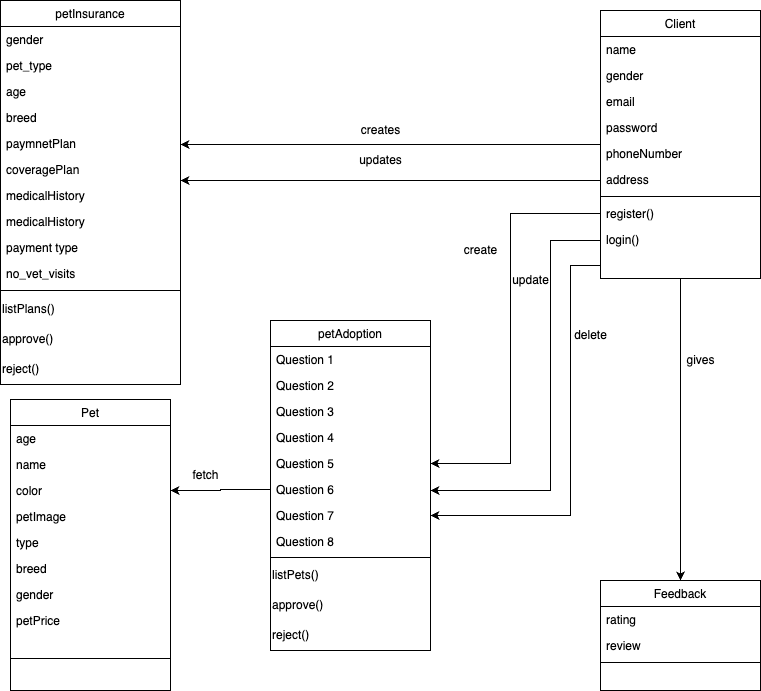 petInsurance
gender
pet_type
age
breed
paymnetPlan
coveragePlan
medicalHistory
medicalHistory
payment type
no_vet_visits
listPlans()
approve()
reject()
Client
name
gender
email
password
phoneNumber
address
register()
login()
creates
updates
create
update
delete
gives
petAdoption
Question 1
Question 2
Question 3
Question 4
Question 5
Question 6
Question 7
Question 8
listPets()
approve()
reject()
fetch
Pet
age
name
color
petImage
type
breed
gender
petPrice
Feedback
rating
review